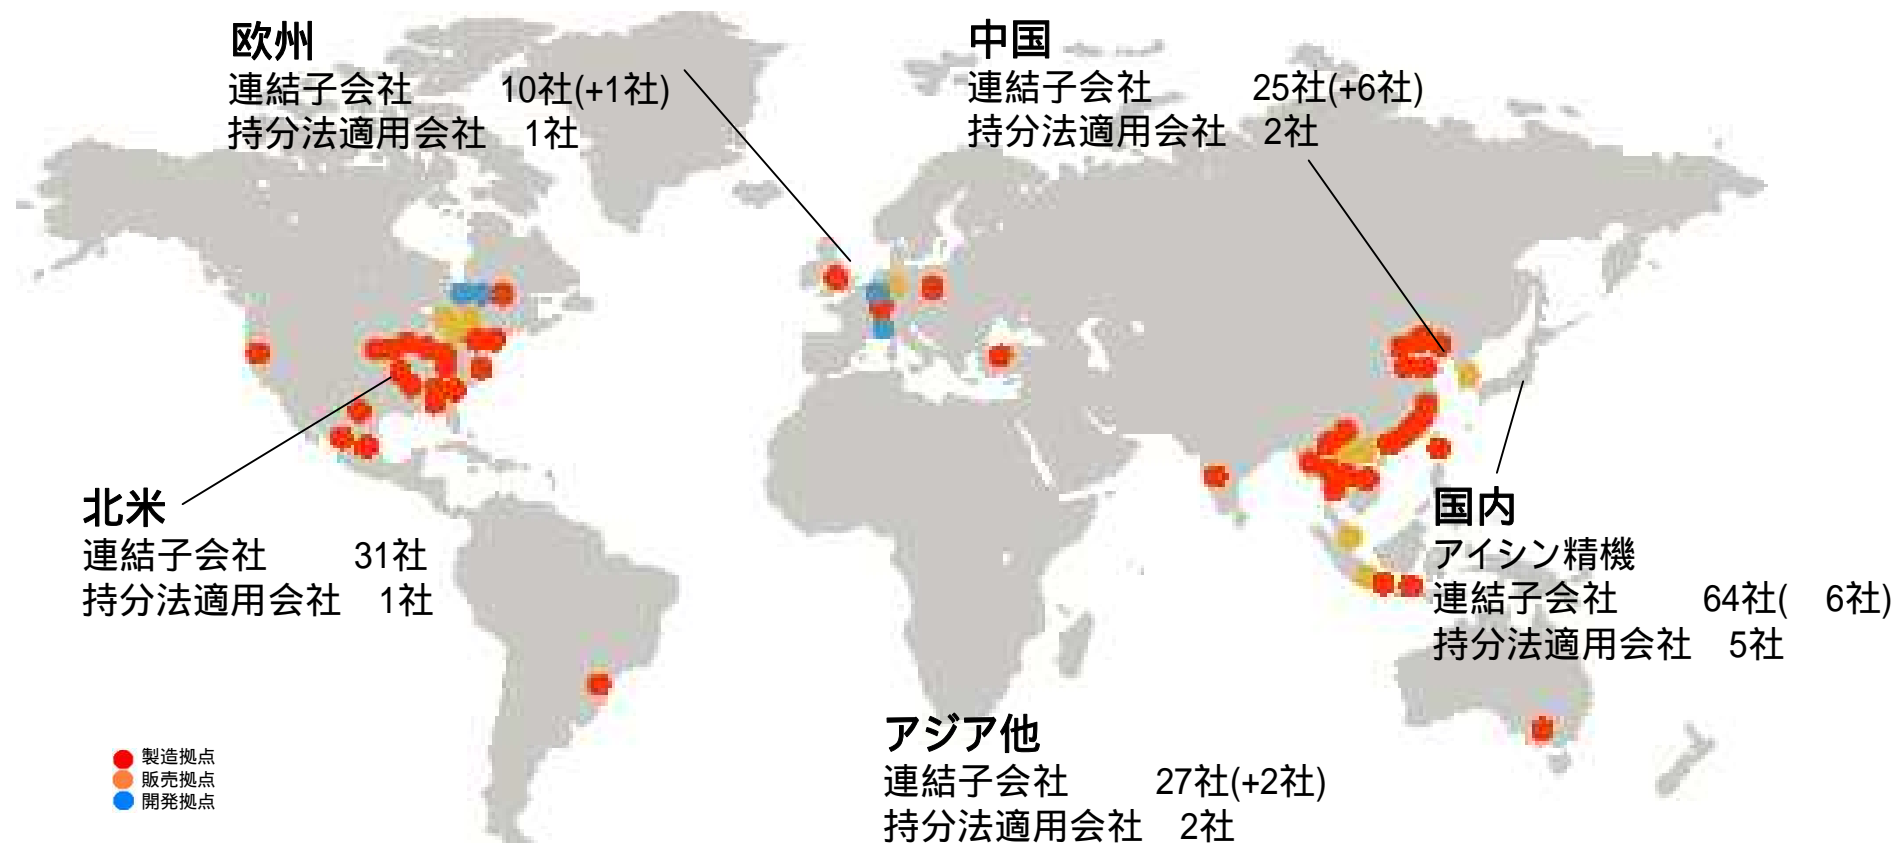 欧州
連結子会社 10社(+1社)
持分法適用会社 1社
中国
連結子会社 25社(+6社)
持分法適用会社 2社
北米
連結子会社 31社
持分法適用会社 1社
国内
アイシン精機
連結子会社 64社( 6社)
持分法適用会社 5社
アジア他
連結子会社 27社(+2社)
持分法適用会社 2社
製造拠点
販売拠点
開発拠点